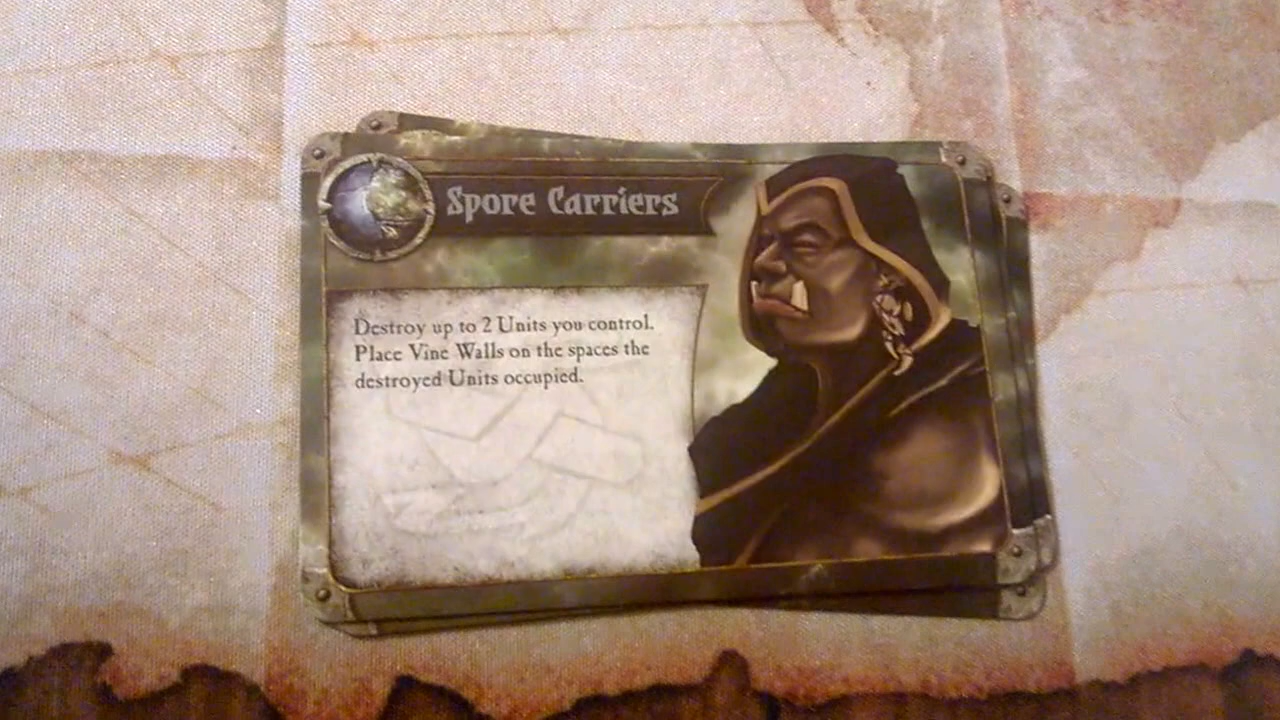 Spore Carriers
Destroy up to 2 Units you control.
Place Vine Walls on the spaces the
destroyed Units occupied.